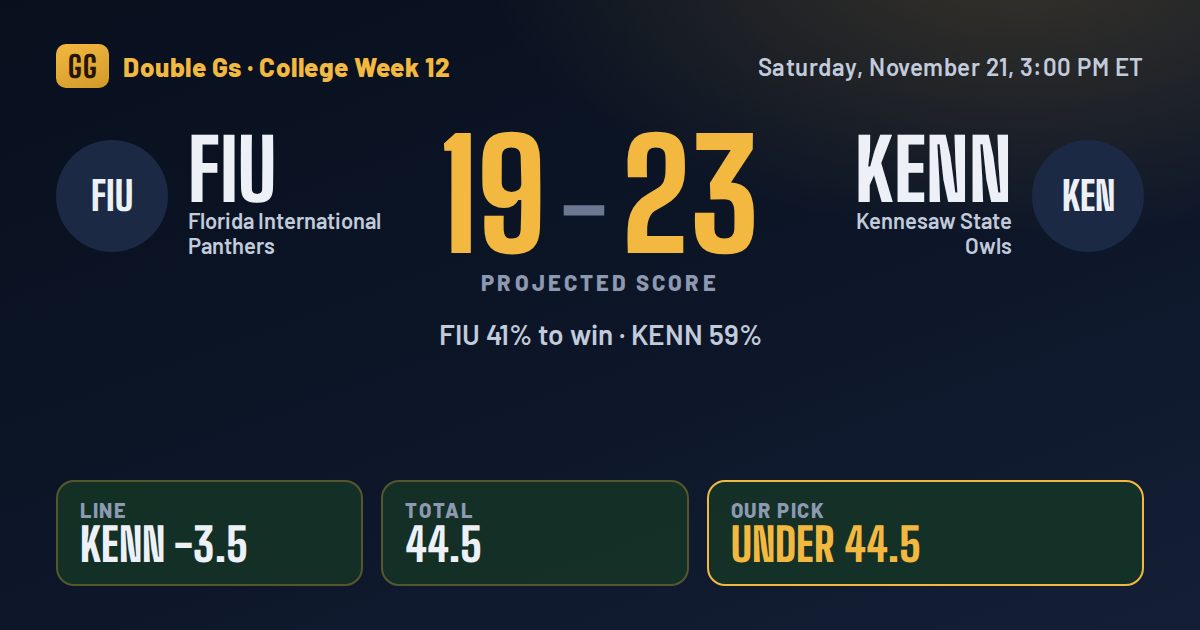 GG
Double Gs · College Week 12
Saturday, November 21, 3:00 PM ET
FIU
FIU
Florida International
Panthers
19 – 23
PROJECTED SCORE
FIU 41% to win · KENN 59%
KENN
Kennesaw State
Owls
KEN
LINE
KENN −3.5
TOTAL
44.5
OUR PICK
UNDER 44.5